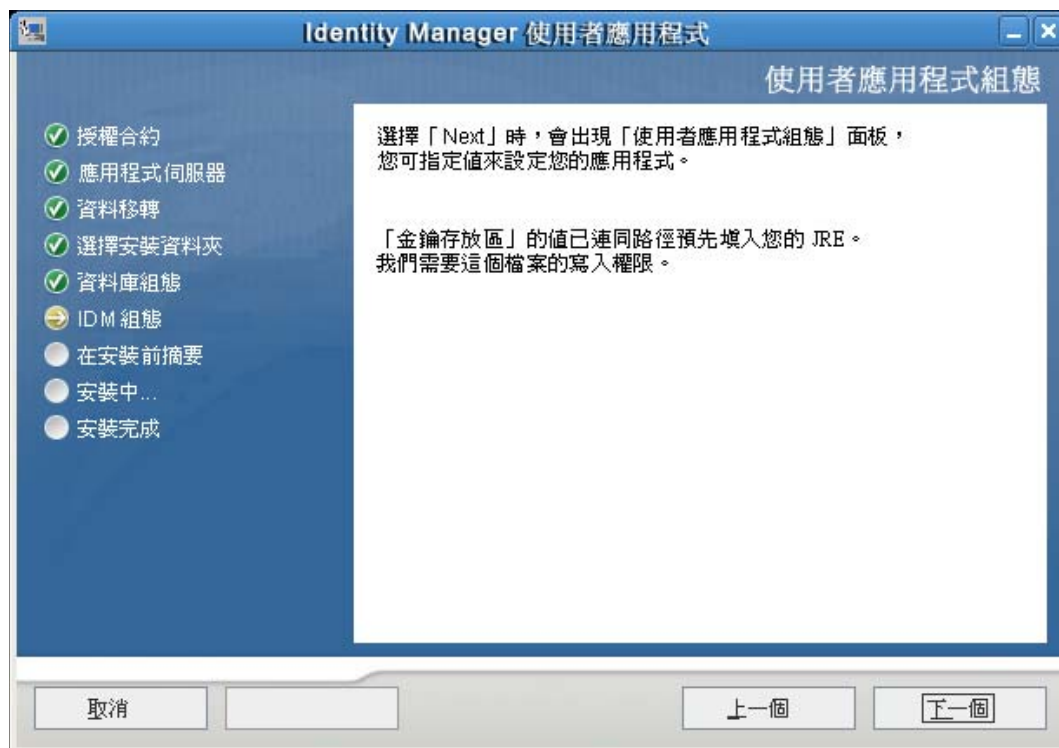 Identity Manager 使用者應用程式
使用者應用程式組態
授權合約
應用程式伺服器
資料移轉
選擇安裝資料夾
資料庫組態
IDM 組態
在安裝前摘要
安裝中...
安裝完成
選擇「Next」時，會出現「使用者應用程式組態」面板，
您可指定值來設定您的應用程式。
「金鑰存放區」的值已連同路徑預先填入您的 JRE。
我們需要這個檔案的寫入權限。
取消
上一個
下一個